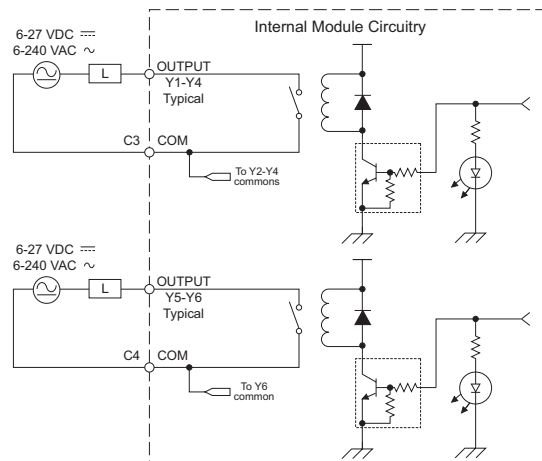 Internal Module Circuitry
6-27 VDC ⎓
6-240 VAC ∼
L
OUTPUT
Y1-Y4
Typical
C3
COM
To Y2-Y4
commons
6-27 VDC ⎓
6-240 VAC ∼
L
OUTPUT
Y5-Y6
Typical
C4
COM
To Y6
common